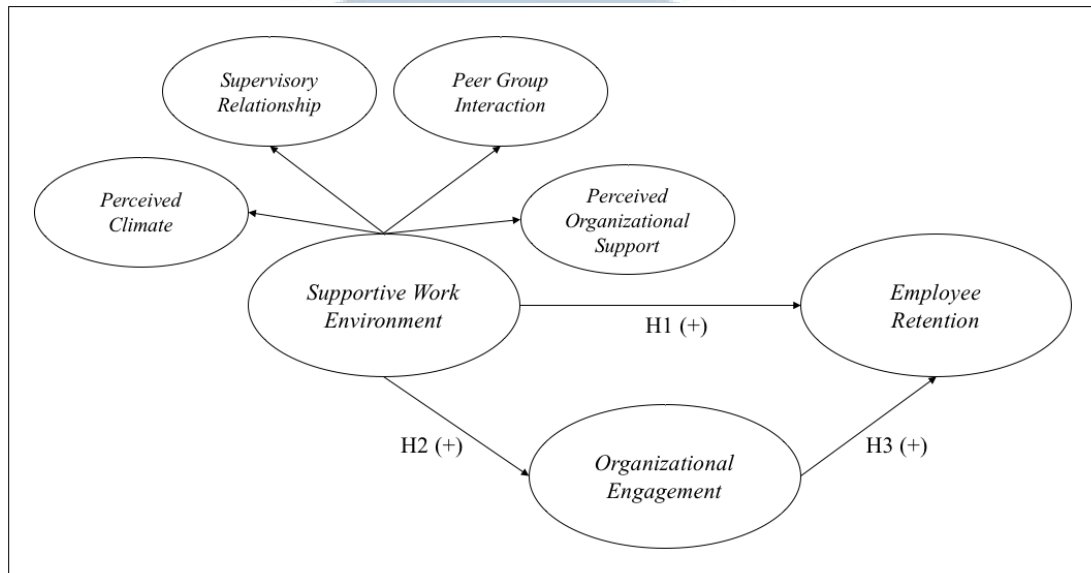 Supervisory
Relationship
Peer Group
Interaction
Perceived
Climate
Perceived
Organizational
Support
Supportive Work
Environment
Employee
Retention
H1 (+)
H2 (+)
H3 (+)
Organizational
Engagement